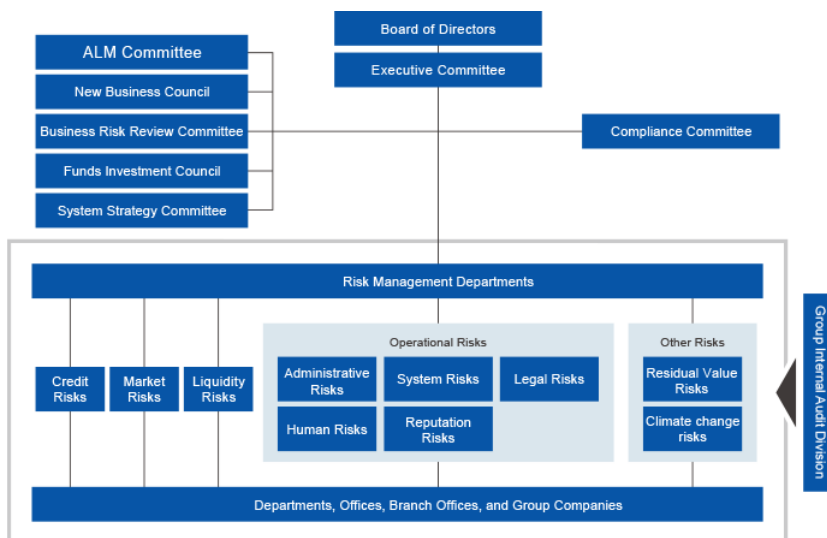 Board of Directors
Executive Committee
ALM Committee
New Business Council
Business Risk Review Committee
Funds Investment Council
System Strategy Committee
Compliance Committee
Risk Management Departments
Credit
Risks
Market
Risks
Liquidity
Risks
Operational Risks
Administrative
Risks
System Risks
Legal Risks
Human Risks
Reputation
Risks
Other Risks
Residual Value
Risks
Climate change
risks
Departments, Offices, Branch Offices, and Group Companies
Group Internal Audit Division